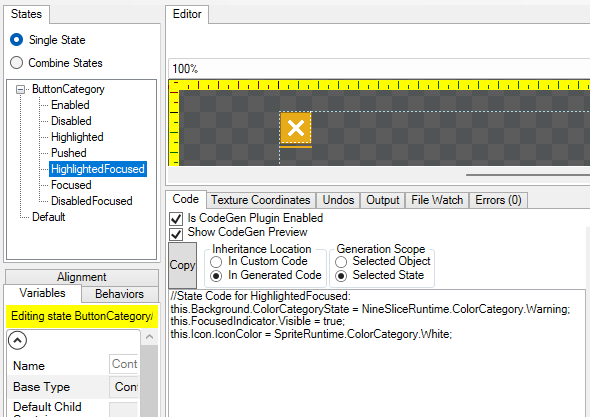 States
Single State
Combine States
ButtonCategory
Enabled
Disabled
Highlighted
Pushed
HighlightedFocused
Focused
DisabledFocused
Default
Alignment
Variables
Behaviors
Editing state ButtonCategory/
Name
Cont
Base Type
Cont
Default Child
Editor
100%
Code
Texture Coordinates
Undos
Output
File Watch
Errors (0)
Is CodeGen Plugin Enabled
Show CodeGen Preview
Copy
Inheritance Location
In Custom Code
In Generated Code
Generation Scope
Selected Object
Selected State
//State Code for HighlightedFocused:
this.Background.ColorCategoryState = NineSliceRuntime.ColorCategory.Warning;
this.FocusedIndicator.Visible = true;
this.Icon.IconColor = SpriteRuntime.ColorCategory.White;